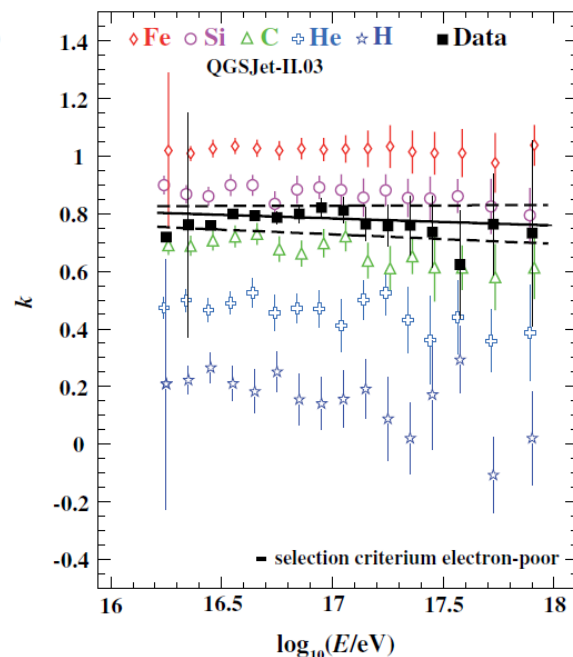 Fe Si C He H Data
QGSJet-II.03
1.4
1.2
1
0.8
0.6
0.4
0.2
0
-0.2
-0.4
k
selection criterium electron-poor
16 16.5 17 17.5 18
log₁₀(E/eV)